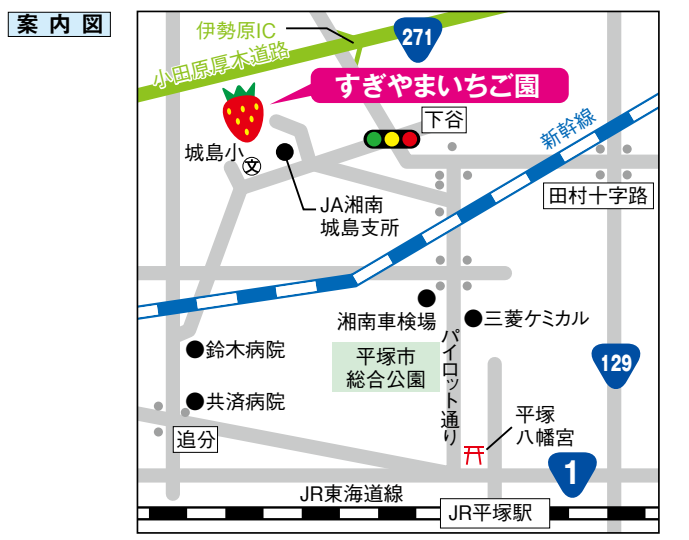 案内図
伊勢原IC
271
小田原厚木道路
すぎやまいちご園
下谷
新幹線
城島小
文
JA湘南
城島支所
田村十字路
湘南車検場
三菱ケミカル
鈴木病院
平塚市
総合公園
パイロット通り
129
共済病院
追分
平塚
八幡宮
1
JR東海道線
JR平塚駅